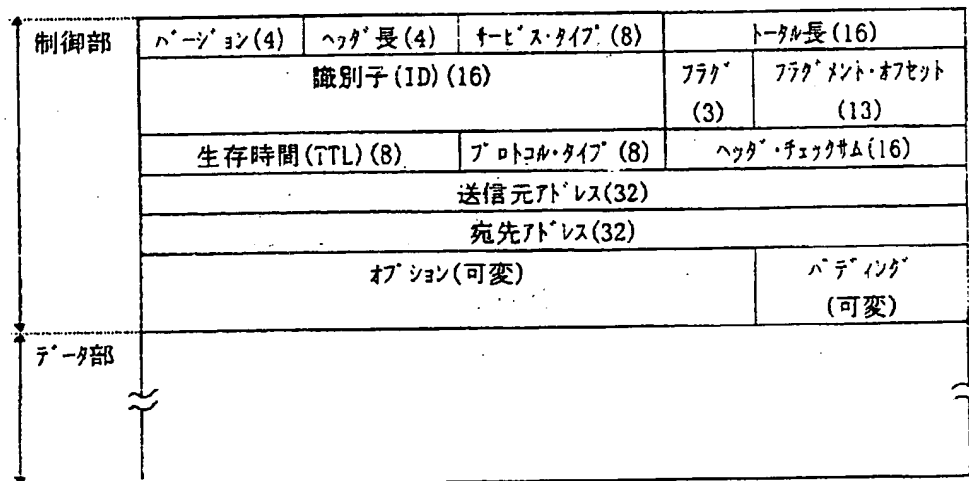 制御部
バージョン(4) ヘッダ長(4) サービス・タイプ(8) トータル長(16)
識別子(ID)(16) フラグ フラグメント・オフセット
(3) (13)
生存時間(TTL)(8) プロトコル・タイプ(8) ヘッダ・チェックサム(16)
送信元アドレス(32)
宛先アドレス(32)
オプション(可変) パディング
(可変)
データ部